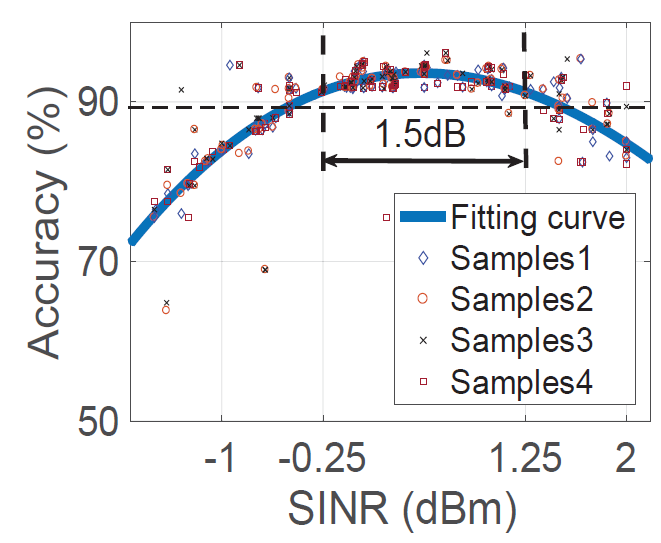 Accuracy (%)
90
70
50
1.5dB
Fitting curve
Samples1
Samples2
Samples3
Samples4
-1 -0.25 1.25 2
SINR (dBm)